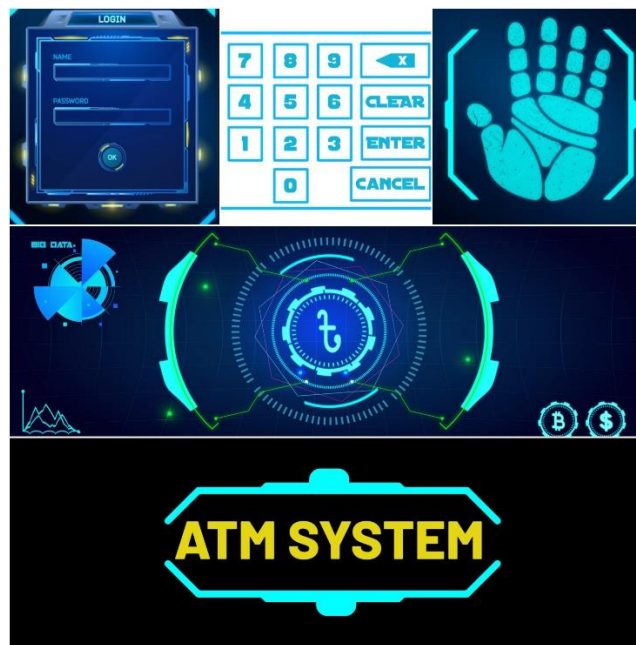 LOGIN
NAME
PASSWORD
OK
7 8 9 X
4 5 6 CLEAR
1 2 3 ENTER
0 CANCEL
BIG DATA
৳
₿ $
ATM SYSTEM